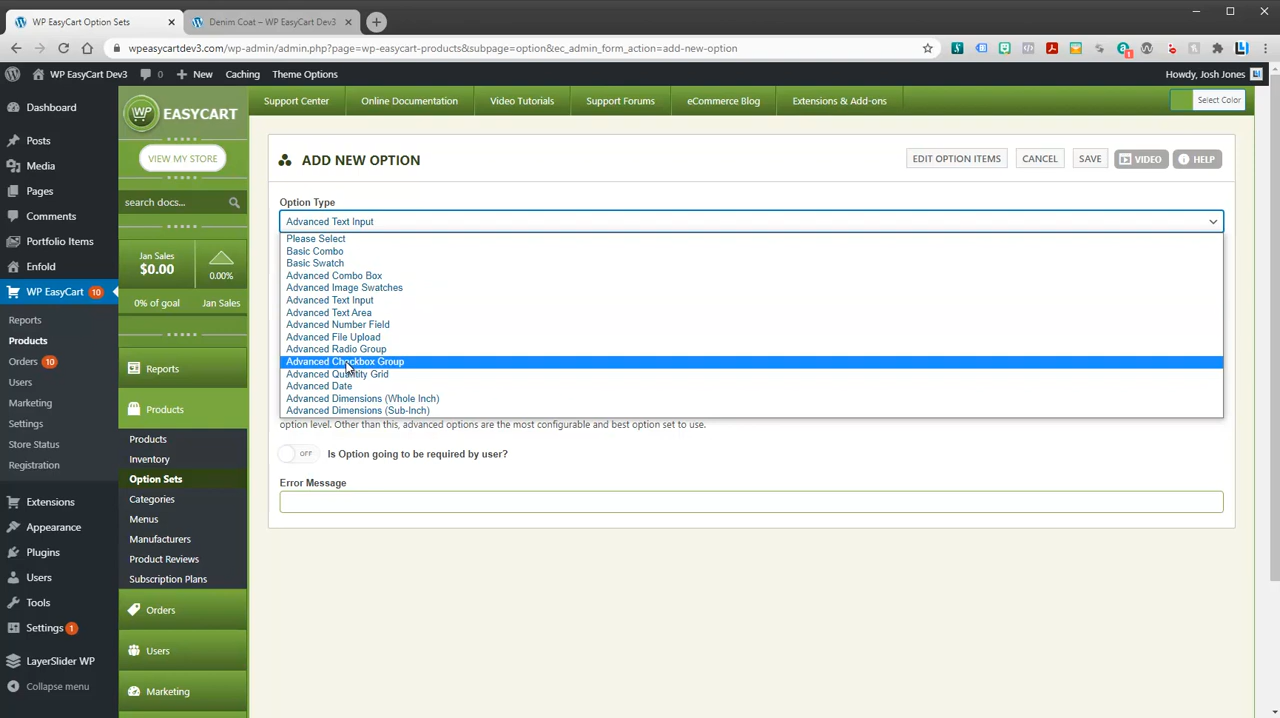 WP EasyCart Option Sets
Denim Coat – WP EasyCart Dev3
wpeasycartdev3.com/wp-admin/admin.php?page=wp-easycart-products&subpage=option&ec_admin_form_action=add-new-option
1
WP EasyCart Dev3
New
Caching
Theme Options
Howdy, Josh Jones
Dashboard
Posts
Media
Pages
Comments
Portfolio Items
Enfold
WP EasyCart 10
Reports
Products
Orders 10
Users
Marketing
Settings
Store Status
Registration
Extensions
Appearance
Plugins
Users
Tools
Settings 1
LayerSlider WP
Collapse menu
WP EASYCART
VIEW MY STORE
search docs...
Jan Sales
$0.00
0.00%
0% of goal
Jan Sales
Reports
Products
Products
Inventory
Option Sets
Categories
Menus
Manufacturers
Product Reviews
Subscription Plans
Orders
Users
Marketing
Support Center
Online Documentation
Video Tutorials
Support Forums
eCommerce Blog
Extensions & Add-ons
Select Color
ADD NEW OPTION
EDIT OPTION ITEMS
CANCEL
SAVE
VIDEO
HELP
Option Type
Advanced Text Input
Please Select
Basic Combo
Basic Swatch
Advanced Combo Box
Advanced Image Swatches
Advanced Text Input
Advanced Text Area
Advanced Number Field
Advanced File Upload
Advanced Radio Group
Advanced Checkbox Group
Advanced Quantity Grid
Advanced Date
Advanced Dimensions (Whole Inch)
Advanced Dimensions (Sub-Inch)
option level. Other than this, advanced options are the most configurable and best option set to use.
OFF
Is Option going to be required by user?
Error Message